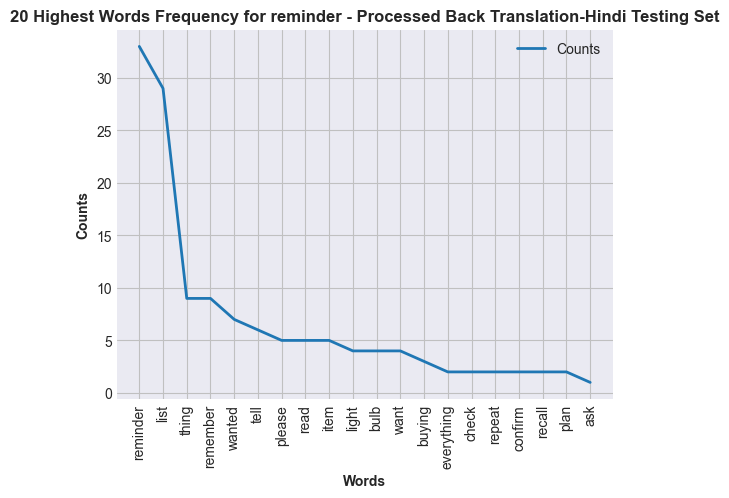 20 Highest Words Frequency for reminder - Processed Back Translation-Hindi Testing Set
Counts
30
25
20
15
10
5
0
Counts
reminder
list
thing
remember
wanted
tell
please
read
item
light
bulb
want
buying
everything
check
repeat
confirm
recall
plan
ask
Words